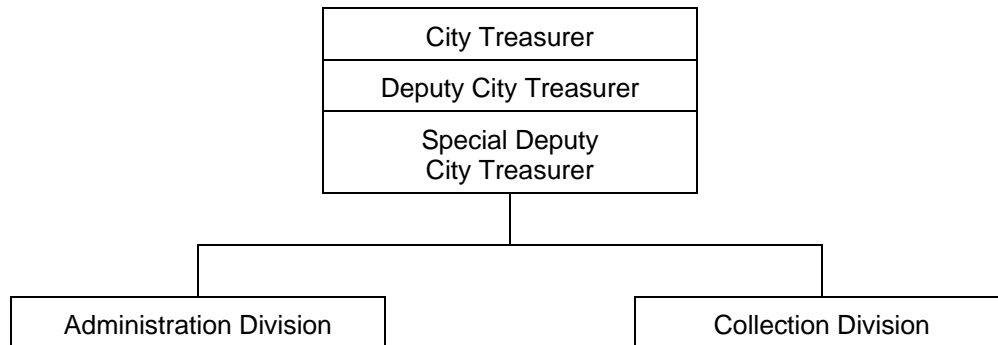 City Treasurer
Deputy City Treasurer
Special Deputy
City Treasurer
Administration Division
Collection Division